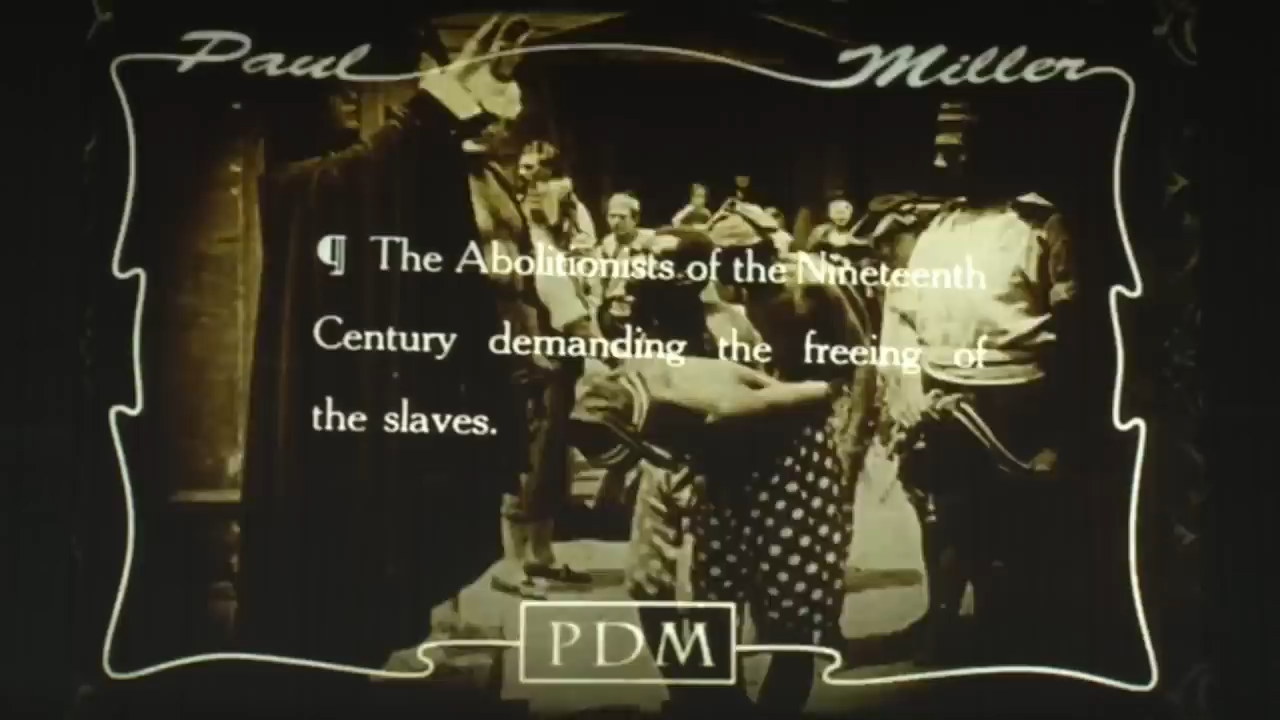 Paul Miller
¶ The Abolitionists of the Nineteenth
Century demanding the freeing of
the slaves.
PDM